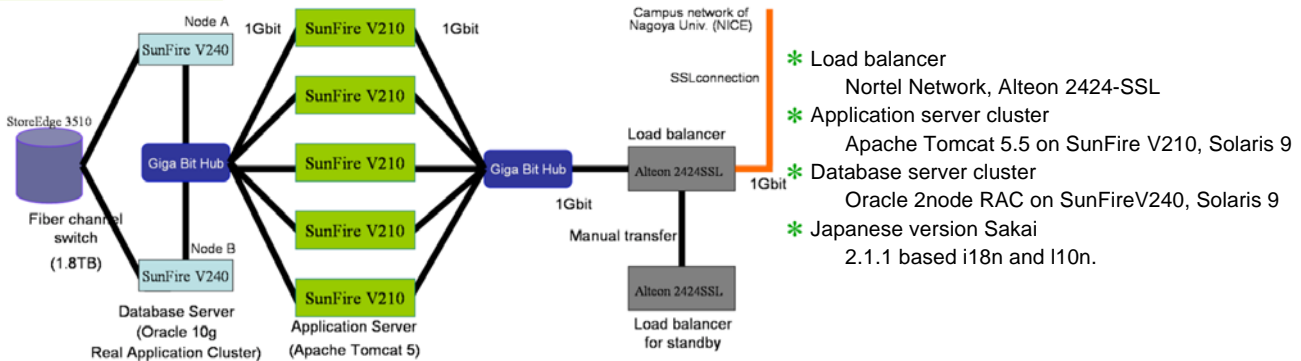 Node A
SunFire V240
StoreEdge 3510
Fiber channel
switch
(1.8TB)
Giga Bit Hub
Node B
SunFire V240
Database Server
(Oracle 10g
Real Application Cluster)
1Gbit
SunFire V210
SunFire V210
SunFire V210
SunFire V210
SunFire V210
Application Server
(Apache Tomcat 5)
1Gbit
Giga Bit Hub
1Gbit
Campus network of
Nagoya Univ. (NICE)
SSLconnection
Load balancer
Alteon 2424SSL
1Gbit
Manual transfer
Alteon 2424SSL
Load balancer
for standby
* Load balancer
Nortel Network, Alteon 2424-SSL
* Application server cluster
Apache Tomcat 5.5 on SunFire V210, Solaris 9
* Database server cluster
Oracle 2node RAC on SunFireV240, Solaris 9
* Japanese version Sakai
2.1.1 based i18n and l10n.